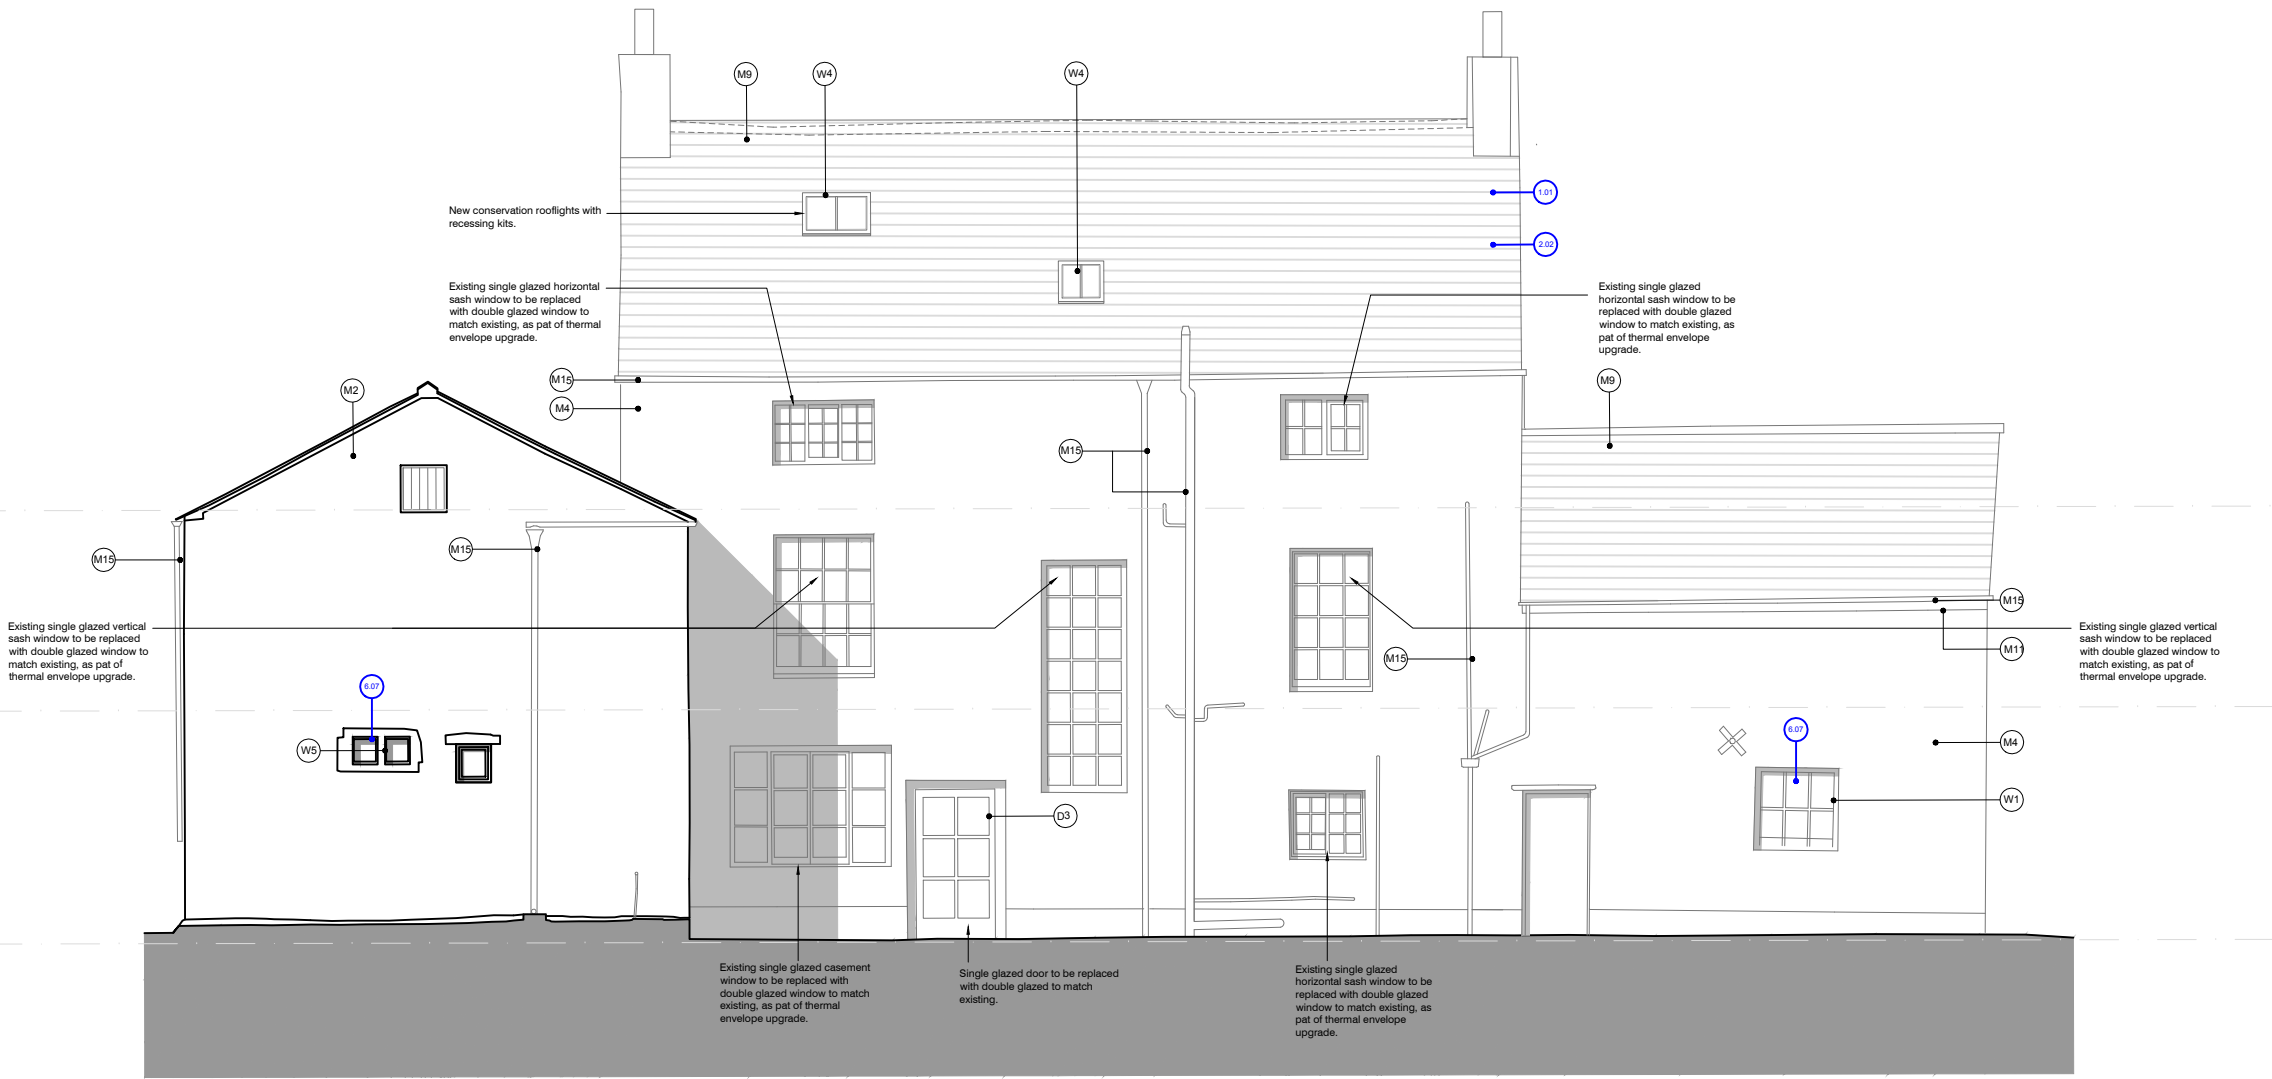 M9
W4
W4
1.01
New conservation rooflights with
recessing kits.
2.02
Existing single glazed horizontal
sash window to be replaced
with double glazed window to
match existing, as pat of thermal
envelope upgrade.
Existing single glazed
horizontal sash window to be
replaced with double glazed
window to match existing, as
pat of thermal envelope
upgrade.
M15
M9
M2
M4
M15
M15
M15
M15
M15
M11
M15
Existing single glazed vertical
sash window to be replaced
with double glazed window to
match existing, as pat of
thermal envelope upgrade.
Existing single glazed vertical
sash window to be replaced
with double glazed window to
match existing, as pat of
thermal envelope upgrade.
6.07
6.07
W5
M4
W1
D3
Existing single glazed casement
window to be replaced with
double glazed window to match
existing, as pat of thermal
envelope upgrade.
Single glazed door to be replaced
with double glazed to match
existing.
Existing single glazed
horizontal sash window to be
replaced with double glazed
window to match existing, as
pat of thermal envelope
upgrade.